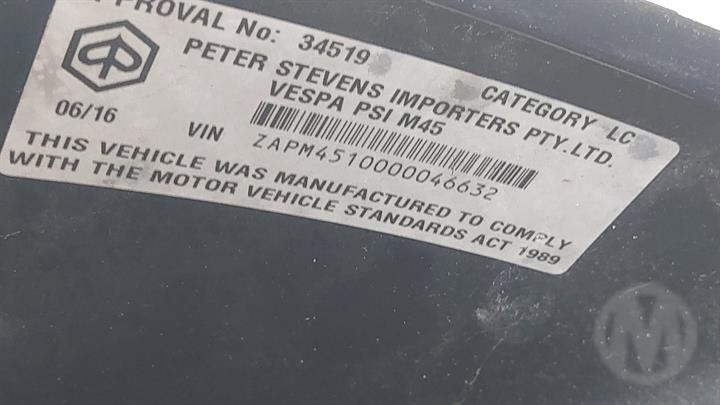 APPROVAL No: 34519 CATEGORY LC
PETER STEVENS IMPORTERS PTY.LTD.
VESPA PSI M45
06/16 VIN ZAPM4510000046632
THIS VEHICLE WAS MANUFACTURED TO COMPLY
WITH THE MOTOR VEHICLE STANDARDS ACT 1989
M